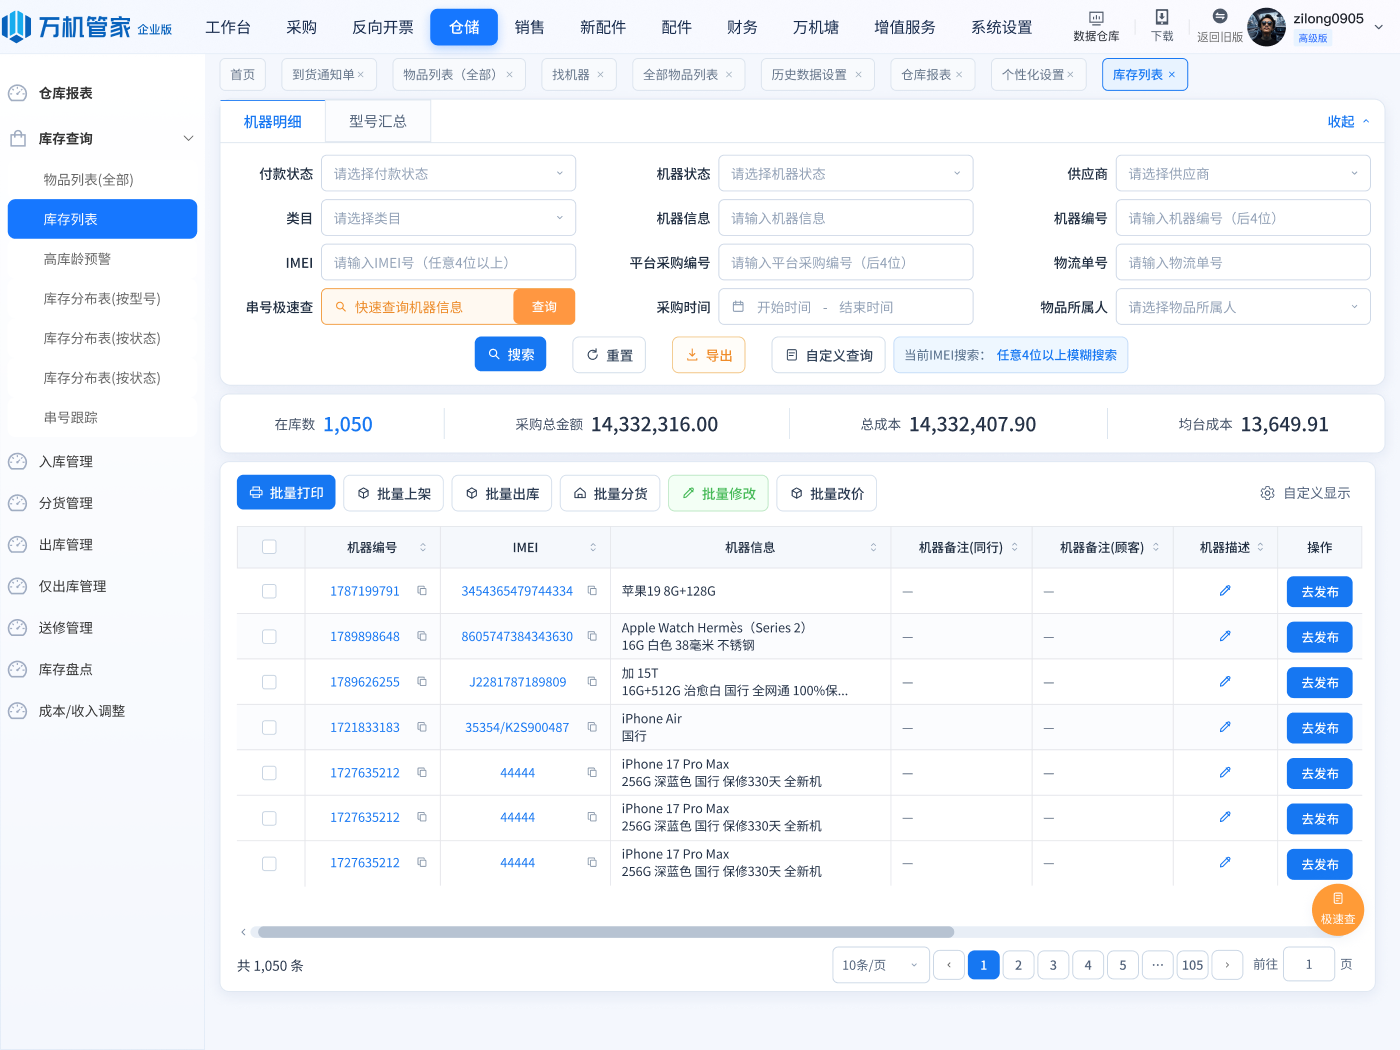 万机管家 企业版
工作台 采购 反向开票 仓储 销售 新配件 配件 财务 万机塘 增值服务 系统设置
数据仓库 下载 返回旧版 zilong0905 高级版
首页 到货通知单 × 物品列表（全部） × 找机器 × 全部物品列表 × 历史数据设置 × 仓库报表 × 个性化设置 × 库存列表 ×
仓库报表
库存查询
物品列表(全部)
库存列表
高库龄预警
库存分布表(按型号)
库存分布表(按状态)
库存分布表(按状态)
串号跟踪
入库管理
分货管理
出库管理
仅出库管理
送修管理
库存盘点
成本/收入调整
机器明细 型号汇总 收起
付款状态 请选择付款状态 机器状态 请选择机器状态 供应商 请选择供应商
类目 请选择类目 机器信息 请输入机器信息 机器编号 请输入机器编号（后4位）
IMEI 请输入IMEI号（任意4位以上） 平台采购编号 请输入平台采购编号（后4位） 物流单号 请输入物流单号
串号极速查 快速查询机器信息 查询 采购时间 开始时间 - 结束时间 物品所属人 请选择物品所属人
搜索 重置 导出 自定义查询 当前IMEI搜索： 任意4位以上模糊搜索
在库数 1,050 采购总金额 14,332,316.00 总成本 14,332,407.90 均台成本 13,649.91
批量打印 批量上架 批量出库 批量分货 批量修改 批量改价 自定义显示
机器编号 IMEI 机器信息 机器备注(同行) 机器备注(顾客) 机器描述 操作
1787199791 3454365479744334 苹果19 8G+128G — — 去发布
1789898648 8605747384343630 Apple Watch Hermès（Series 2）
16G 白色 38毫米 不锈钢 — — 去发布
1789626255 J2281787189809 加 15T
16G+512G 治愈白 国行 全网通 100%保... — — 去发布
1721833183 35354/K2S900487 iPhone Air
国行 — — 去发布
1727635212 44444 iPhone 17 Pro Max
256G 深蓝色 国行 保修330天 全新机 — — 去发布
1727635212 44444 iPhone 17 Pro Max
256G 深蓝色 国行 保修330天 全新机 — — 去发布
1727635212 44444 iPhone 17 Pro Max
256G 深蓝色 国行 保修330天 全新机 — — 去发布
极速查
共 1,050 条 10条/页 ‹ 1 2 3 4 5 ··· 105 › 前往 1 页